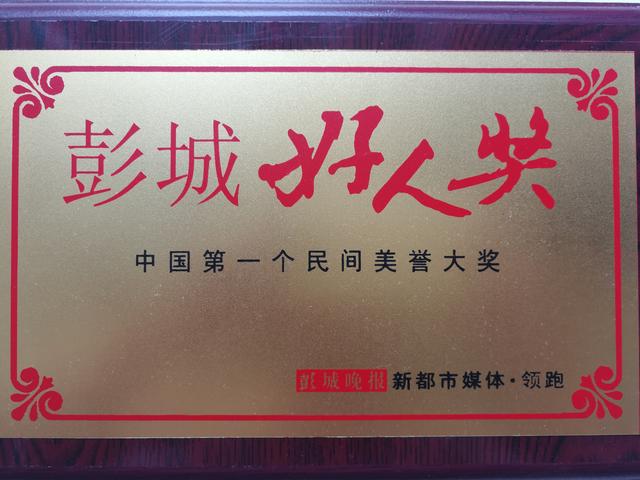 彭城好人奖
中国第一个民间美誉大奖
彭城晚报 新都市媒体·领跑